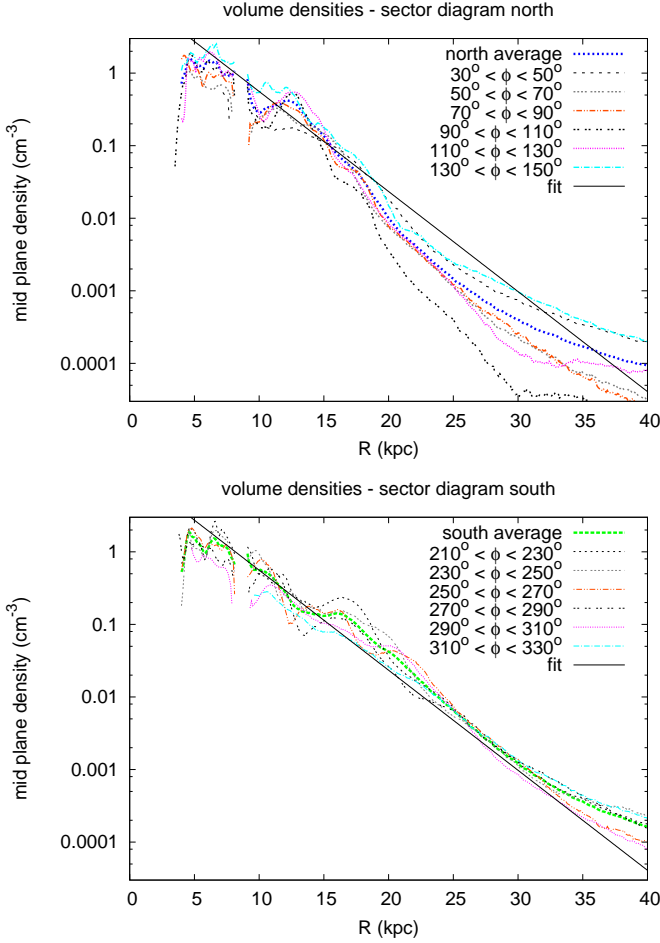 volume densities - sector diagram north
mid plane density (cm⁻³)
1
0.1
0.01
0.001
0.0001
north average
30° < ϕ < 50°
50° < ϕ < 70°
70° < ϕ < 90°
90° < ϕ < 110°
110° < ϕ < 130°
130° < ϕ < 150°
fit
0 5 10 15 20 25 30 35 40
R (kpc)
volume densities - sector diagram south
mid plane density (cm⁻³)
1
0.1
0.01
0.001
0.0001
south average
210° < ϕ < 230°
230° < ϕ < 250°
250° < ϕ < 270°
270° < ϕ < 290°
290° < ϕ < 310°
310° < ϕ < 330°
fit
0 5 10 15 20 25 30 35 40
R (kpc)